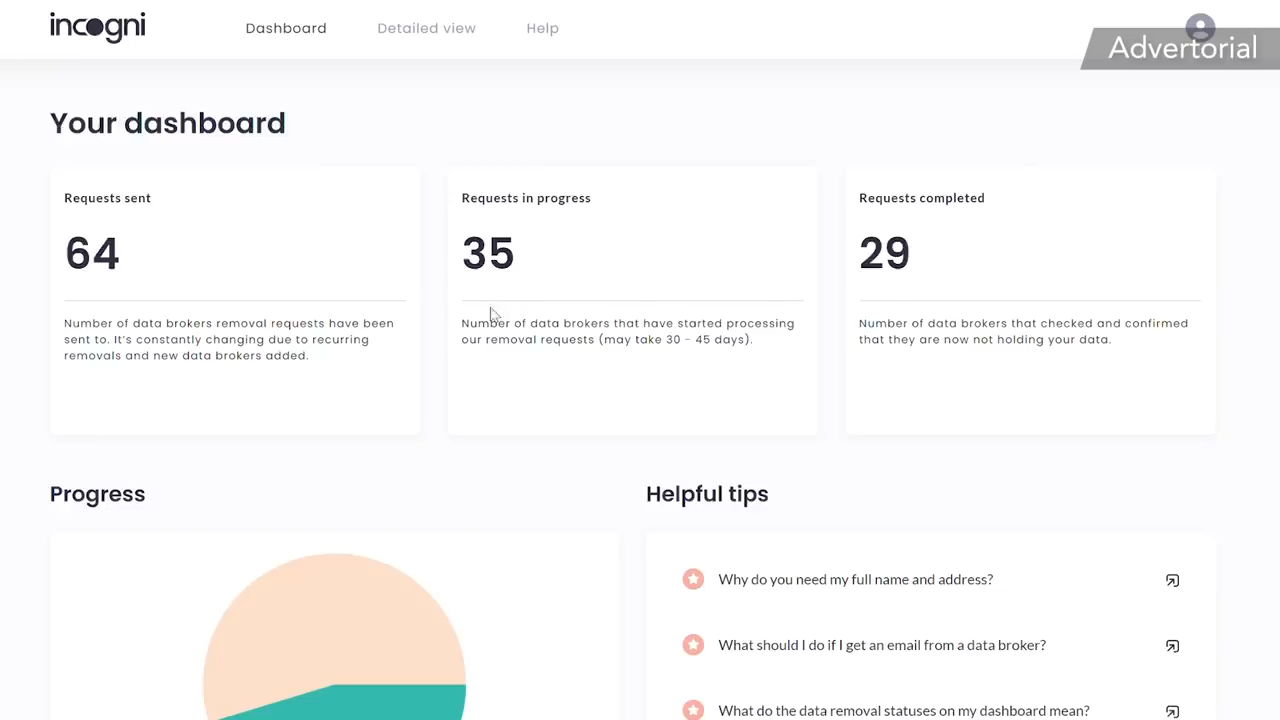 incogni
Dashboard
Detailed view
Help
Advertorial
Your dashboard
Requests sent
64
Number of data brokers removal requests have been
sent to. It's constantly changing due to recurring
removals and new data brokers added.
Requests in progress
35
Number of data brokers that have started processing
our removal requests (may take 30 - 45 days).
Requests completed
29
Number of data brokers that checked and confirmed
that they are now not holding your data.
Progress
Helpful tips
Why do you need my full name and address?
What should I do if I get an email from a data broker?
What do the data removal statuses on my dashboard mean?